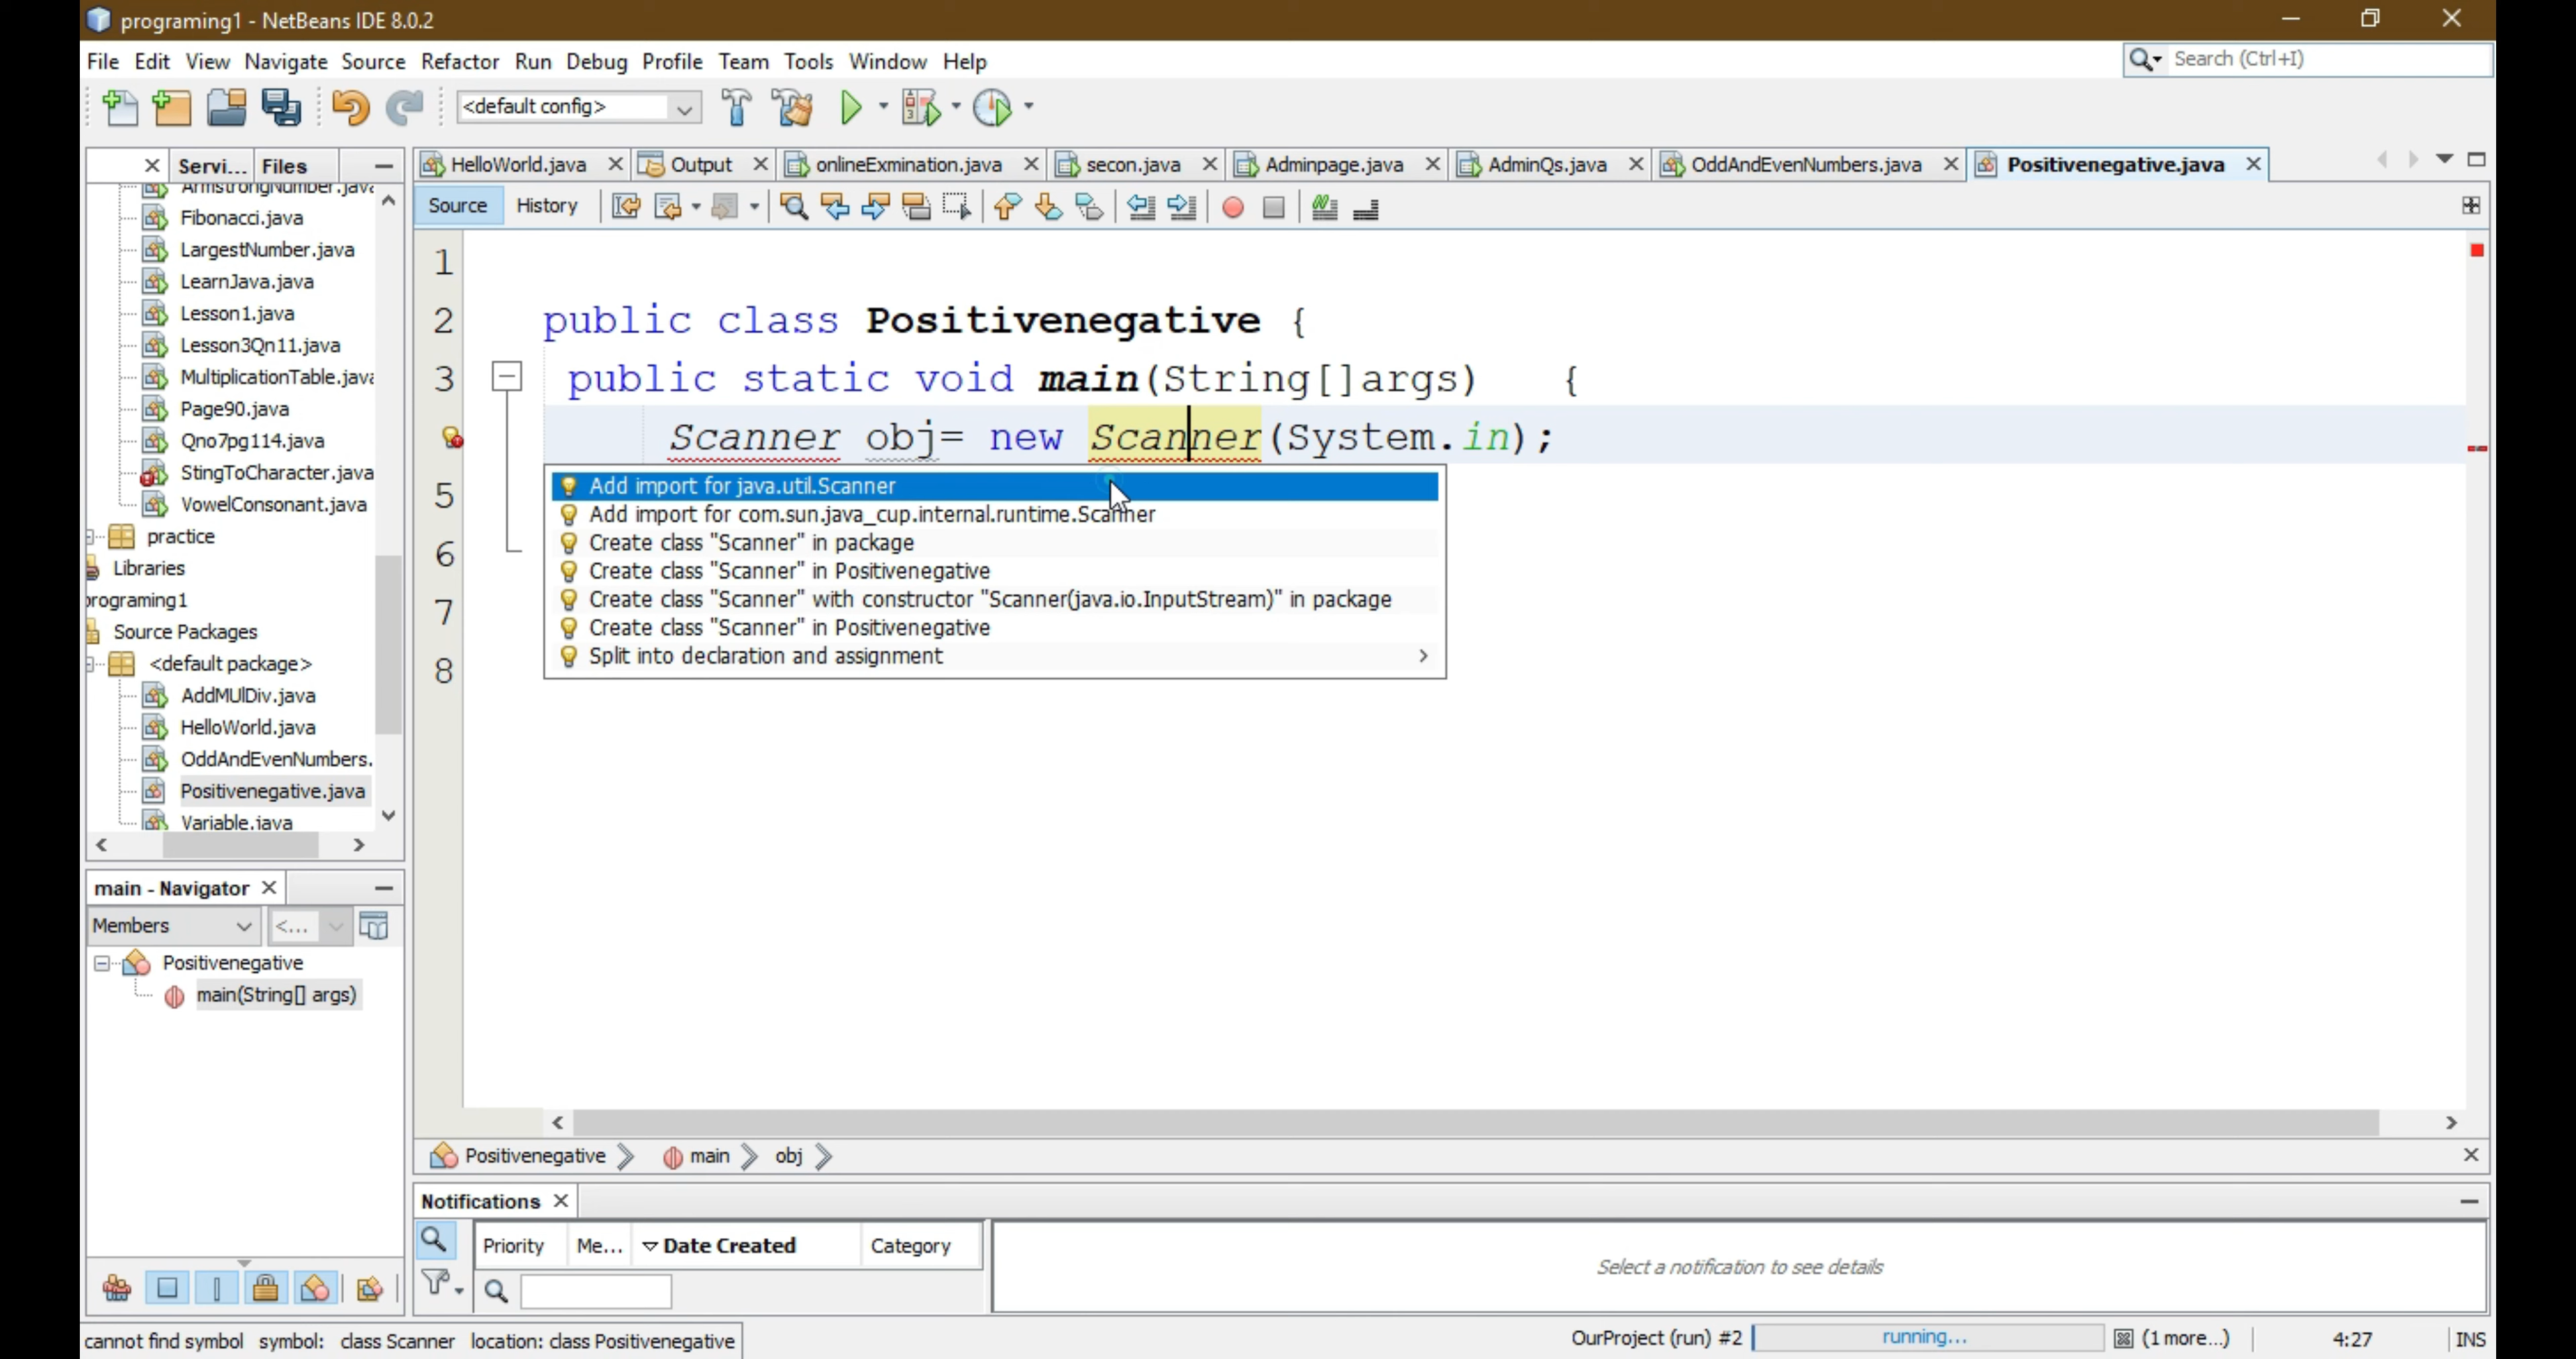 programing1 - NetBeans IDE 8.0.2
File Edit View Navigate Source Refactor Run Debug Profile Team Tools Window Help
Search (Ctrl+I)
<default config>
Servi... Files
HelloWorld.java Output onlineExmination.java secon.java Adminpage.java AdminQs.java OddAndEvenNumbers.java Positivenegative.java
Source History
ArmstrongNumber.java
Fibonacci.java
LargestNumber.java
LearnJava.java
Lesson1.java
Lesson3Qn11.java
MultiplicationTable.java
Page90.java
Qno7pg114.java
StingToCharacter.java
VowelConsonant.java
practice
Libraries
programing1
Source Packages
<default package>
AddMUlDiv.java
HelloWorld.java
OddAndEvenNumbers.
Positivenegative.java
Variable.java
1
2 public class Positivenegative {
3 public static void main(String[]args) {
Scanner obj= new Scanner(System.in);
5
6
7
8
Add import for java.util.Scanner
Add import for com.sun.java_cup.internal.runtime.Scanner
Create class "Scanner" in package
Create class "Scanner" in Positivenegative
Create class "Scanner" with constructor "Scanner(java.io.InputStream)" in package
Create class "Scanner" in Positivenegative
Split into declaration and assignment
main - Navigator
Members <...
Positivenegative
main(String[] args)
Positivenegative main obj
Notifications
Priority Me... Date Created Category
Select a notification to see details
cannot find symbol symbol: class Scanner location: class Positivenegative
OurProject (run) #2 running... (1 more...) 4:27 INS